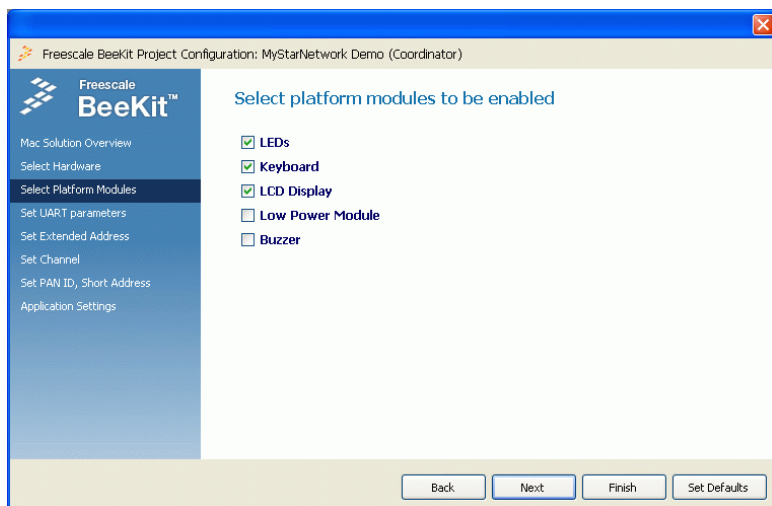 Freescale BeeKit Project Configuration: MyStarNetwork Demo (Coordinator)
Freescale
BeeKit™
Mac Solution Overview
Select Hardware
Select Platform Modules
Set UART parameters
Set Extended Address
Set Channel
Set PAN ID, Short Address
Application Settings
Select platform modules to be enabled
LEDs
Keyboard
LCD Display
Low Power Module
Buzzer
Back
Next
Finish
Set Defaults